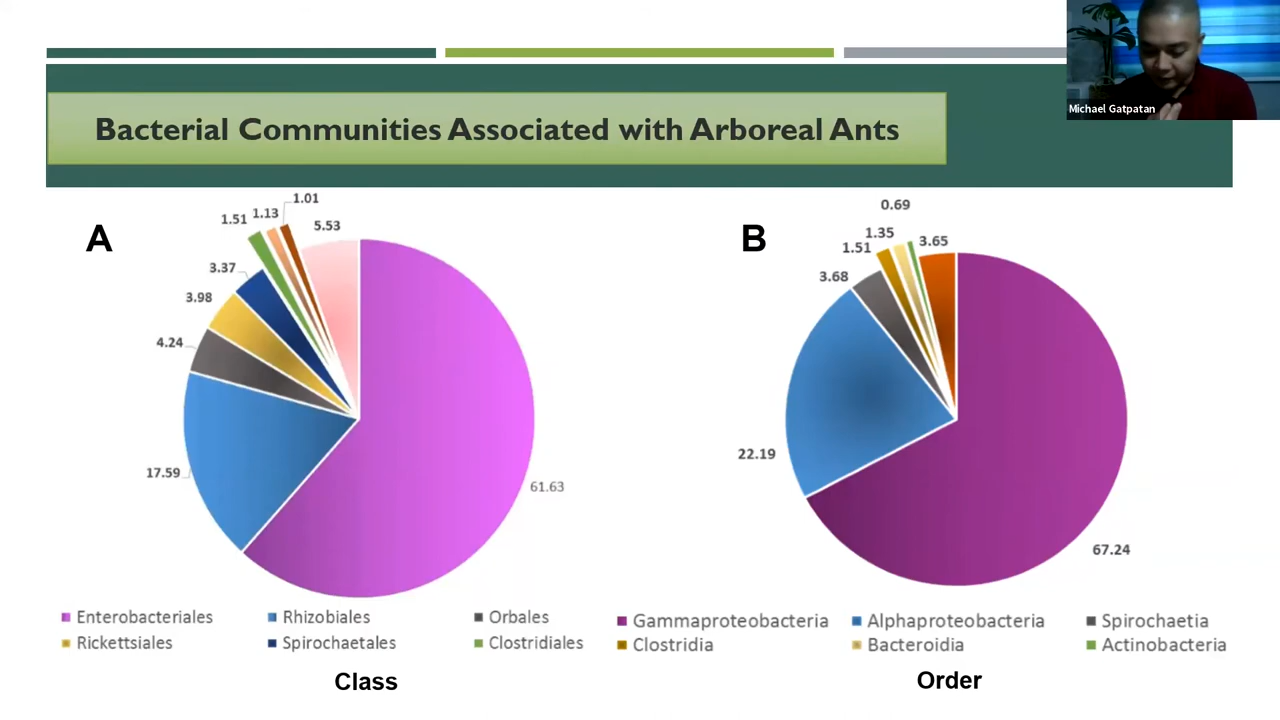 Michael Gatpatan
Bacterial Communities Associated with Arboreal Ants
A
1.51
1.13
1.01
5.53
3.37
3.98
4.24
17.59
61.63
Enterobacteriales
Rhizobiales
Orbales
Rickettsiales
Spirochaetales
Clostridiales
Class
B
0.69
1.35
1.51
3.65
3.68
22.19
67.24
Gammaproteobacteria
Alphaproteobacteria
Spirochaetia
Clostridia
Bacteroidia
Actinobacteria
Order